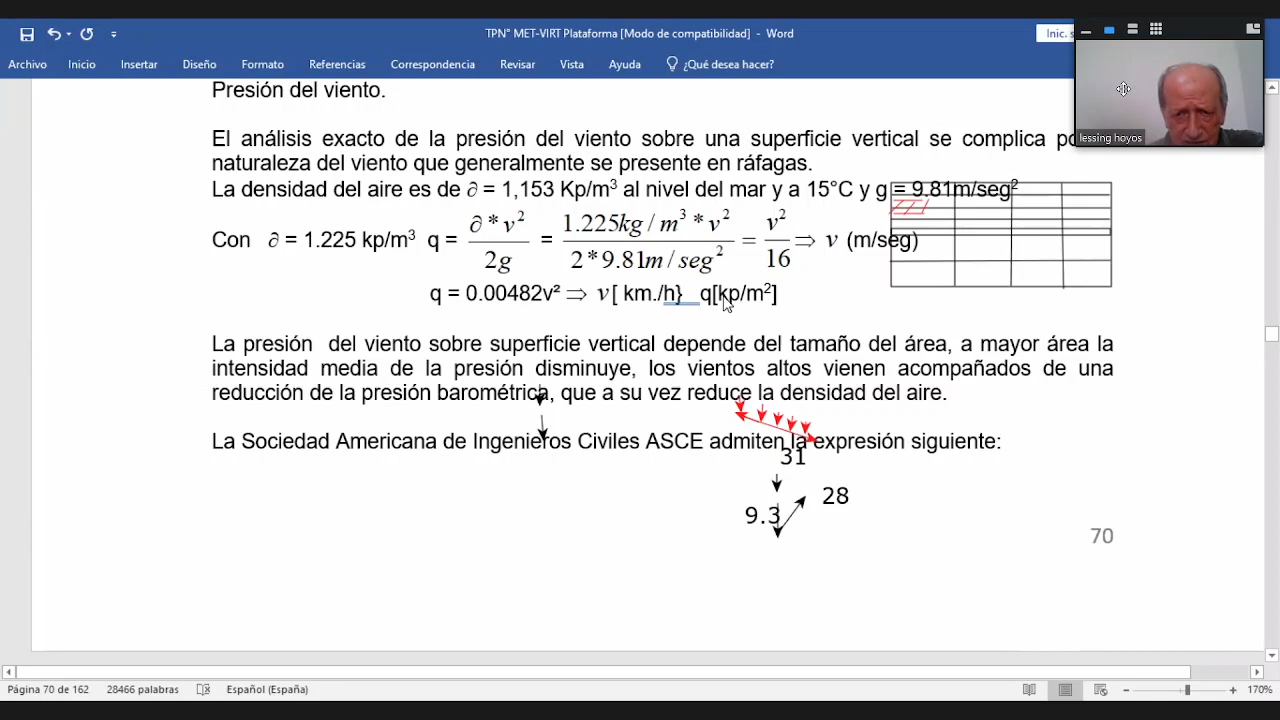 TPN° MET-VIRT Plataforma [Modo de compatibilidad] - Word
Inic. s
Archivo Inicio Insertar Diseño Formato Referencias Correspondencia Revisar Vista Ayuda ¿Qué desea hacer?
lessing hoyos
Presión del viento.
El análisis exacto de la presión del viento sobre una superficie vertical se complica po
naturaleza del viento que generalmente se presente en ráfagas.
La densidad del aire es de ∂ = 1,153 Kp/m³ al nivel del mar y a 15°C y g = 9.81m/seg²
Con ∂ = 1.225 kp/m³ q = ∂ * v² / 2g = 1.225kg / m³ * v² / 2 * 9.81m / seg² = v² / 16 ⇒ v (m/seg)
q = 0.00482v² ⇒ v [ km./h} q[kp/m²]
La presión del viento sobre superficie vertical depende del tamaño del área, a mayor área la
intensidad media de la presión disminuye, los vientos altos vienen acompañados de una
reducción de la presión barométrica, que a su vez reduce la densidad del aire.
La Sociedad Americana de Ingenieros Civiles ASCE admiten la expresión siguiente:
31
28
9.3
70
Página 70 de 162 28466 palabras Español (España) 170%